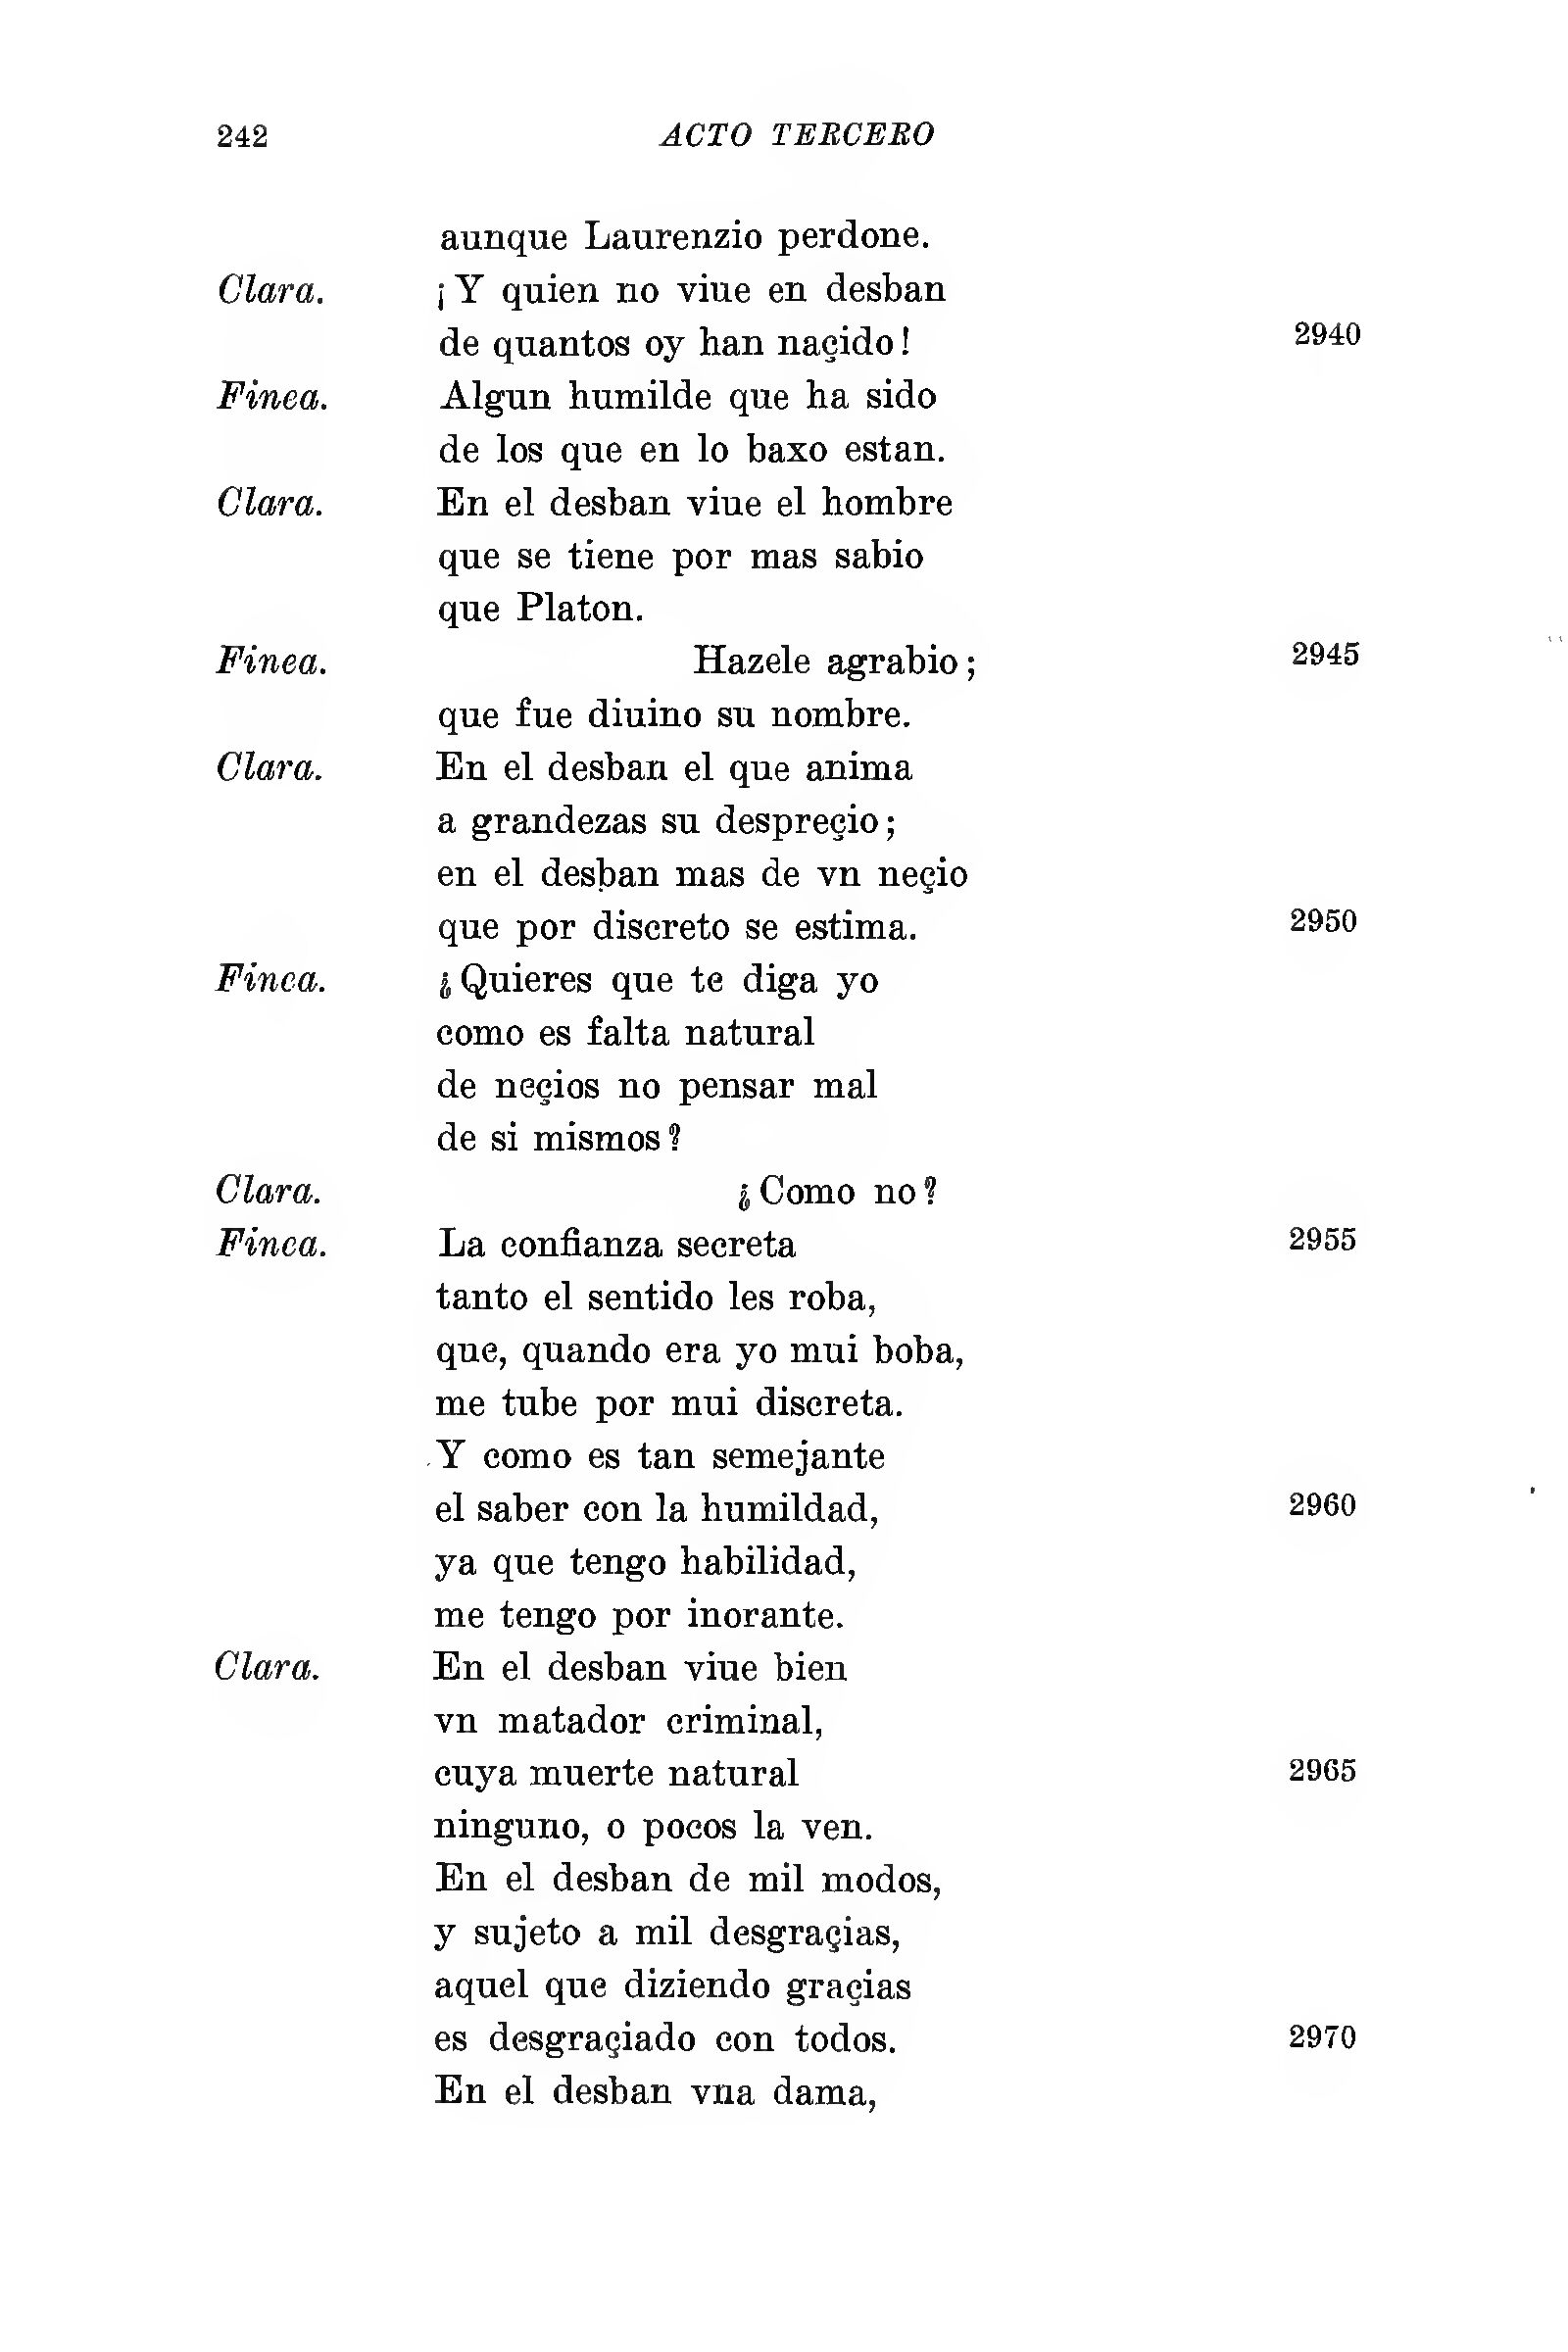 242 ACTO TERCERO
aunque Laurenzio perdone.
Clara. ¡Y quien no viue en desban
de quantos oy han naçido! 2940
Finea. Algun humilde que ha sido
de los que en lo baxo estan.
Clara. En el desban viue el hombre
que se tiene por mas sabio
que Platon.
Finea. Hazele agrabio; 2945
que fue diuino su nombre.
Clara. En el desban el que anima
a grandezas su despreçio;
en el desban mas de vn neçio
que por discreto se estima. 2950
Finea. ¿Quieres que te diga yo
como es falta natural
de neçios no pensar mal
de si mismos?
Clara. ¿Como no?
Finea. La confianza secreta 2955
tanto el sentido les roba,
que, quando era yo mui boba,
me tube por mui discreta.
Y como es tan semejante
el saber con la humildad, 2960
ya que tengo habilidad,
me tengo por inorante.
Clara. En el desban viue bien
vn matador criminal,
cuya muerte natural 2965
ninguno, o pocos la ven.
En el desban de mil modos,
y sujeto a mil desgraçias,
aquel que diziendo graçias
es desgraçiado con todos. 2970
En el desban vna dama,